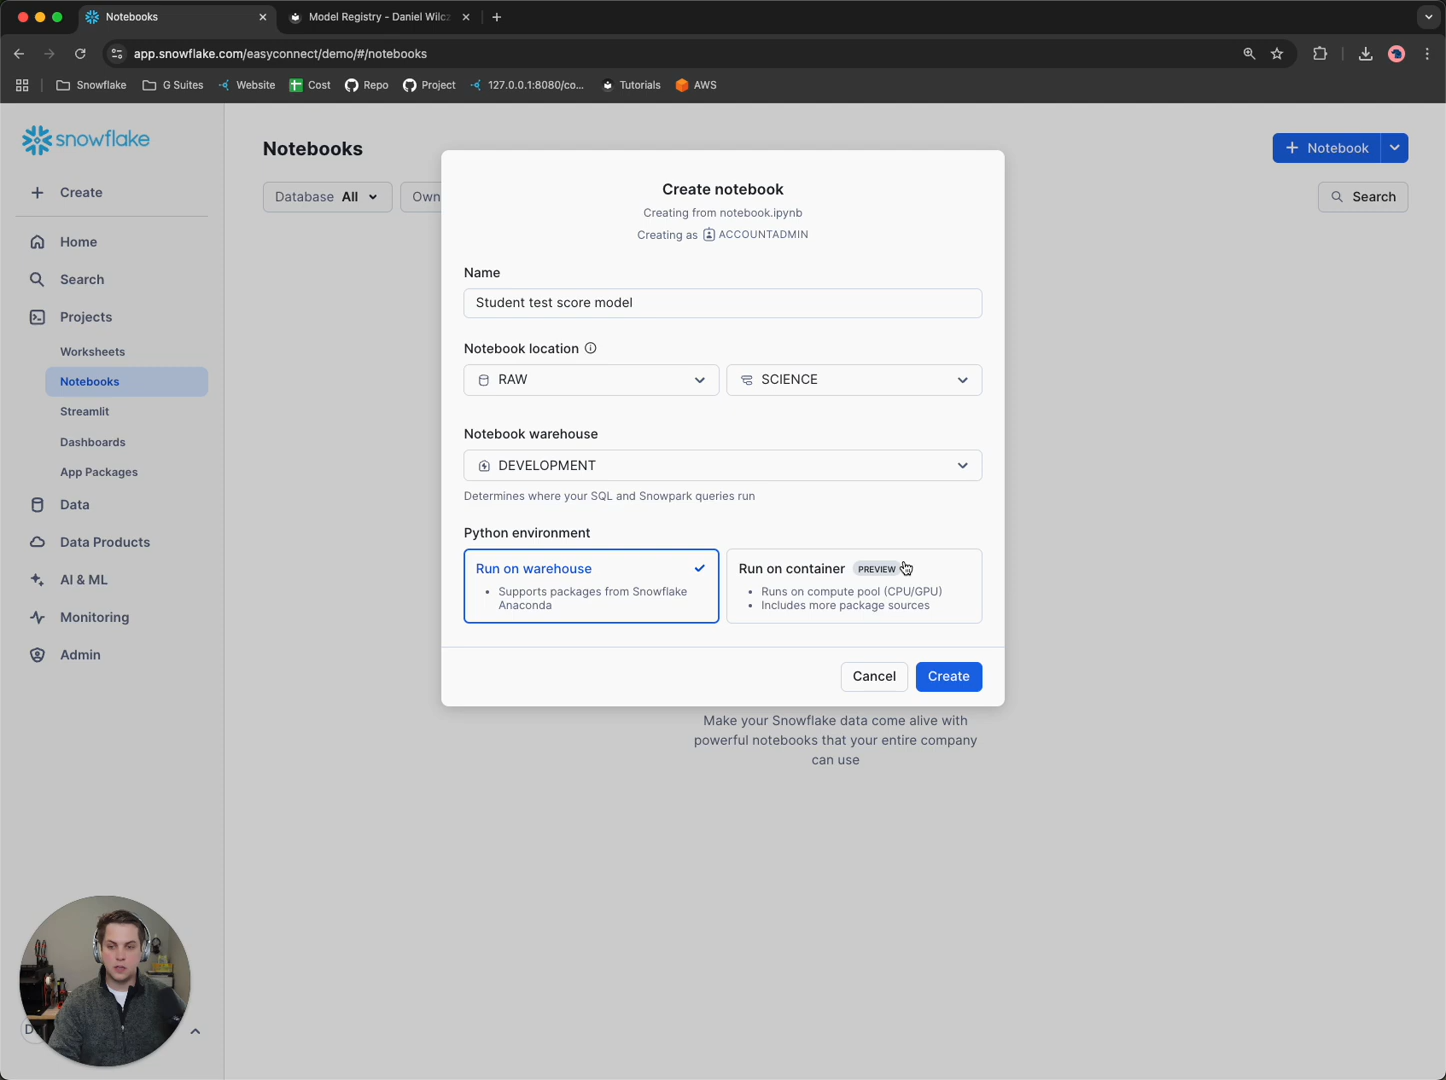 Notebooks
Model Registry - Daniel Wilcz
app.snowflake.com/easyconnect/demo/#/notebooks
Snowflake
G Suites
Website
Cost
Repo
Project
127.0.0.1:8080/co...
Tutorials
AWS
snowflake
Create
Home
Search
Projects
Worksheets
Notebooks
Streamlit
Dashboards
App Packages
Data
Data Products
AI & ML
Monitoring
Admin
D
Notebooks
Notebook
Database All
Own
Search
Create notebook
Creating from notebook.ipynb
Creating as ACCOUNTADMIN
Name
Student test score model
Notebook location
RAW
SCIENCE
Notebook warehouse
DEVELOPMENT
Determines where your SQL and Snowpark queries run
Python environment
Run on warehouse
• Supports packages from Snowflake
Anaconda
Run on container PREVIEW
• Runs on compute pool (CPU/GPU)
• Includes more package sources
Cancel
Create
Make your Snowflake data come alive with
powerful notebooks that your entire company
can use